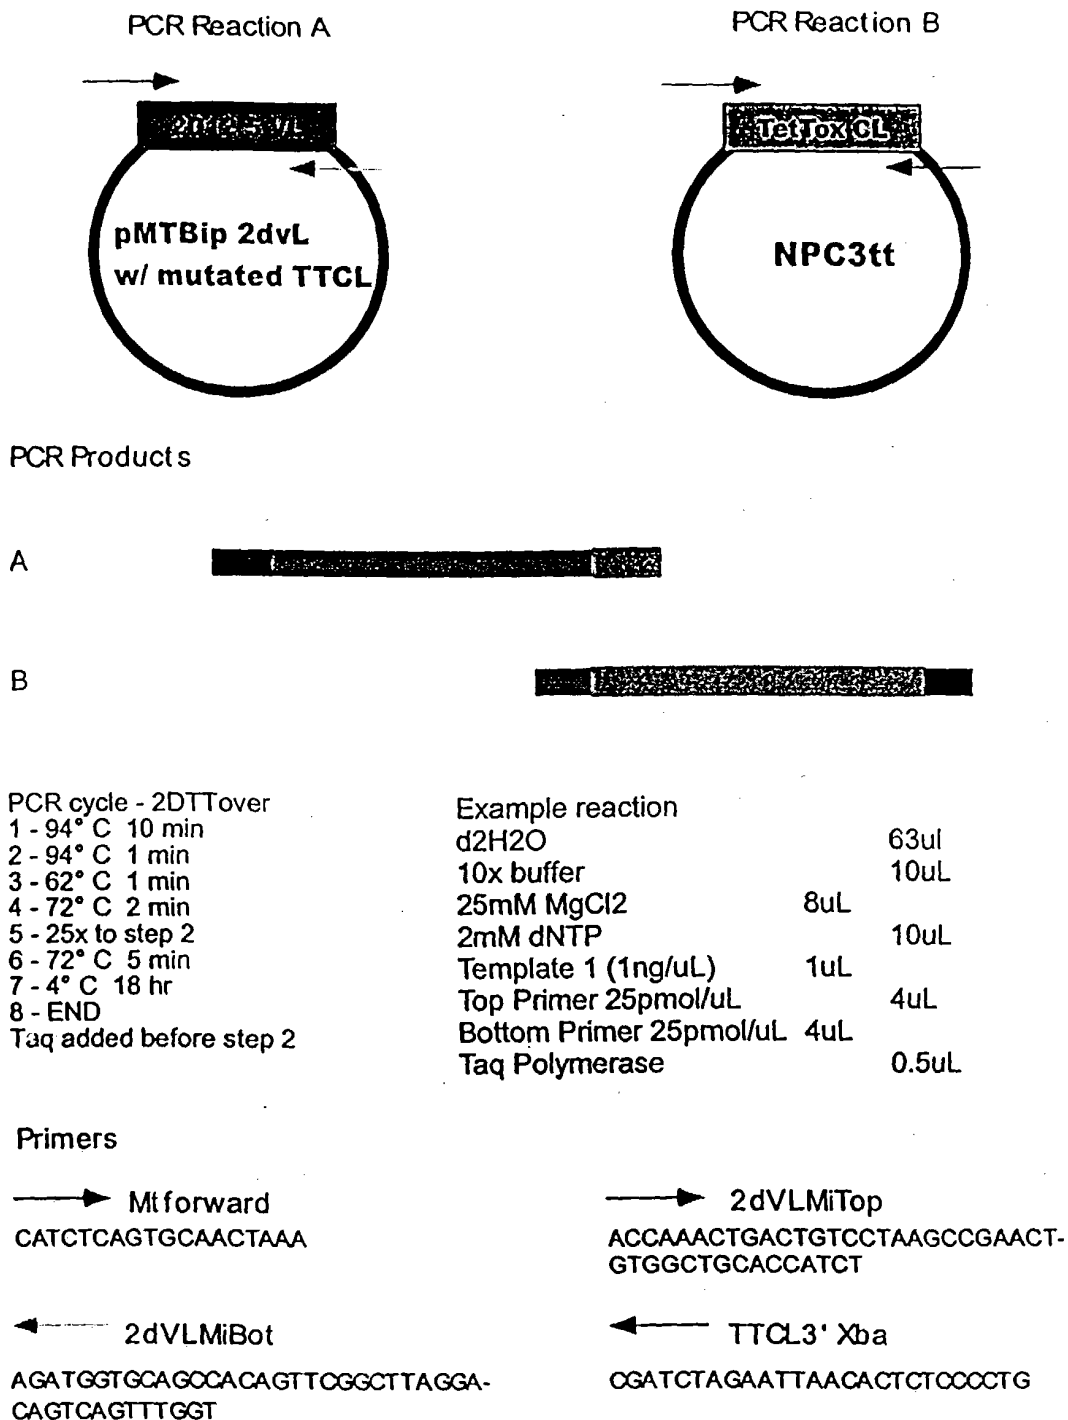 PCR Reaction A
PCR Reaction B
2D12.5 VL
TetTox CL
pMTBip 2dvL
w/ mutated TTCL
NPC3tt
PCR Products
A
B
PCR cycle - 2DTTover
1 - 94° C 10 min
2 - 94° C 1 min
3 - 62° C 1 min
4 - 72° C 2 min
5 - 25x to step 2
6 - 72° C 5 min
7 - 4° C 18 hr
8 - END
Taq added before step 2
Example reaction
d2H2O 63ul
10x buffer 10uL
25mM MgCl2 8uL
2mM dNTP 10uL
Template 1 (1ng/uL) 1uL
Top Primer 25pmol/uL 4uL
Bottom Primer 25pmol/uL 4uL
Taq Polymerase 0.5uL
Primers
Mtforward
CATCTCAGTGCAACTAAA
2dVLMiTop
ACCAAACTGACTGTCCTAAGCCGAACT-
GTGGCTGCACCATCT
2dVLMiBot
AGATGGTGCAGCCACAGTTCGGCTTAGGA-
CAGTCAGTTTGGT
TTCL3' Xba
CGATCTAGAATTAACACTCTCCCCTG